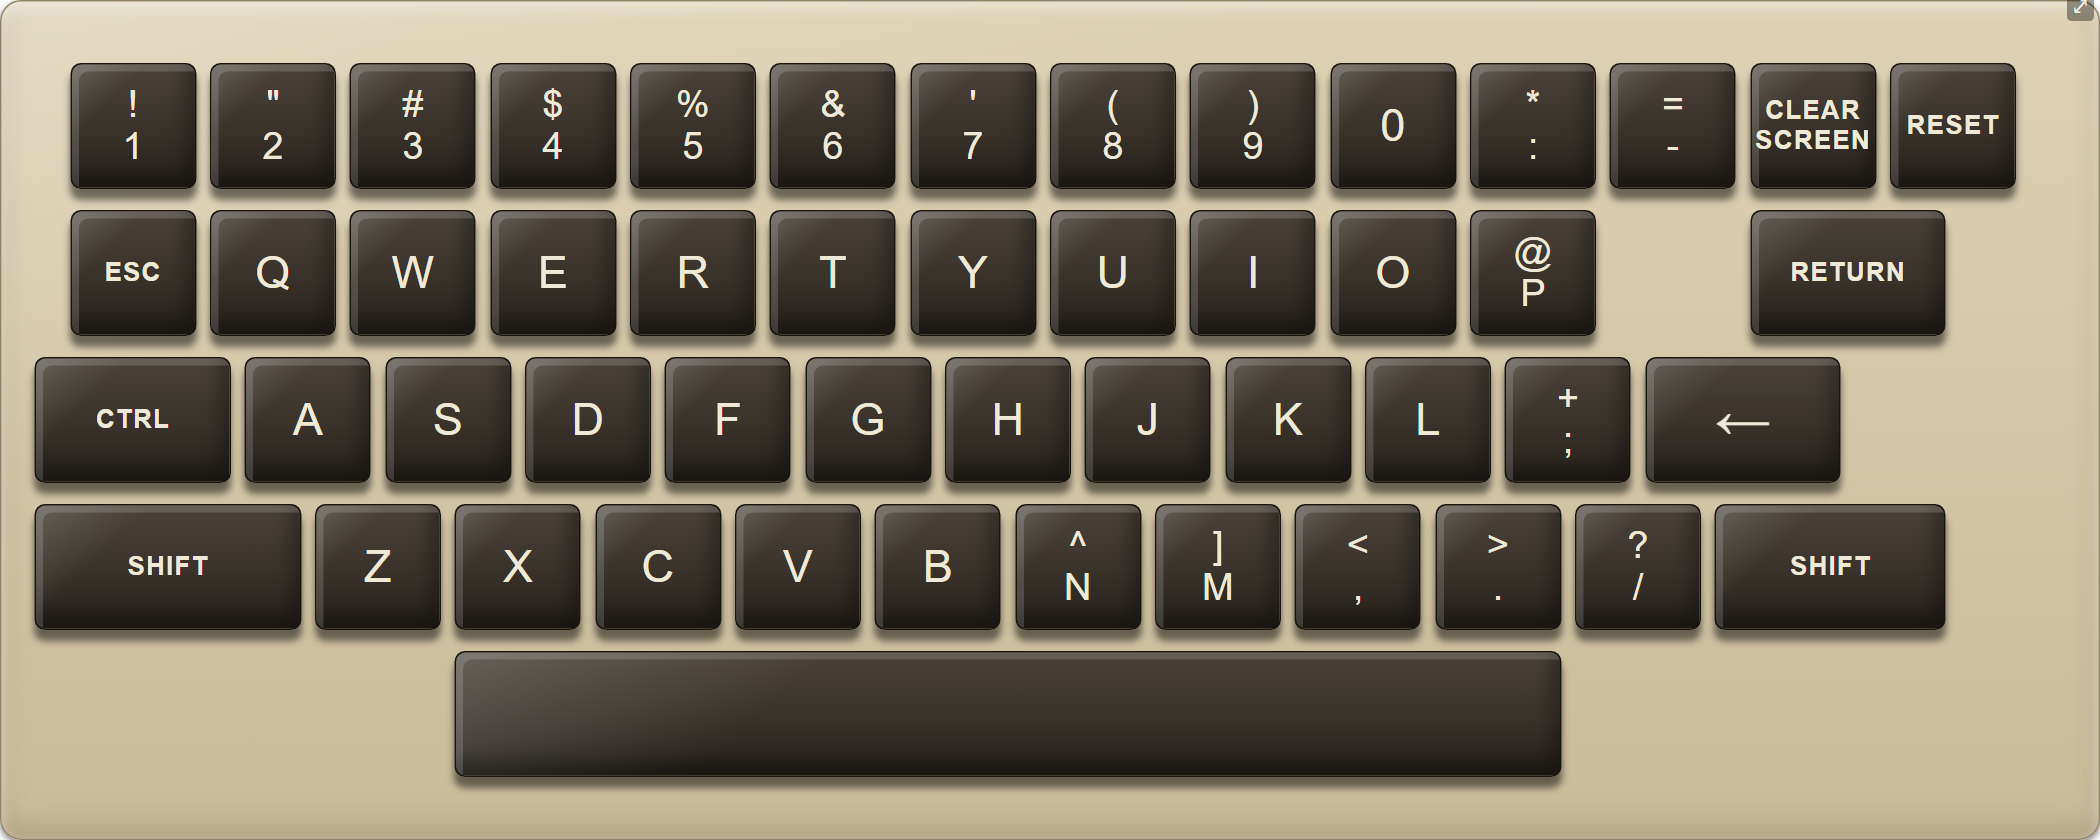 ! " # $ % & ' ( ) * = CLEAR RESET
1 2 3 4 5 6 7 8 9 0 : - SCREEN
ESC Q W E R T Y U I O @ RETURN
P
CTRL A S D F G H J K L + ←
;
SHIFT Z X C V B ^ ] < > ? SHIFT
N M , . /